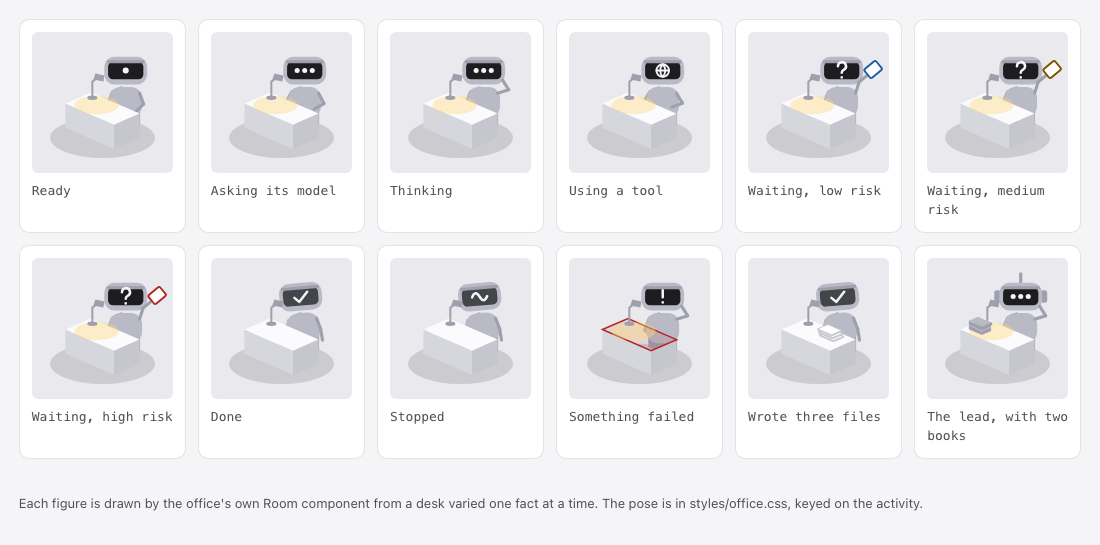 Ready
Asking its model
Thinking
Using a tool
Waiting, low risk
Waiting, medium
risk
Waiting, high risk
Done
Stopped
Something failed
Wrote three files
The lead, with two
books
Each figure is drawn by the office's own Room component from a desk varied one fact at a time. The pose is in styles/office.css, keyed on the activity.